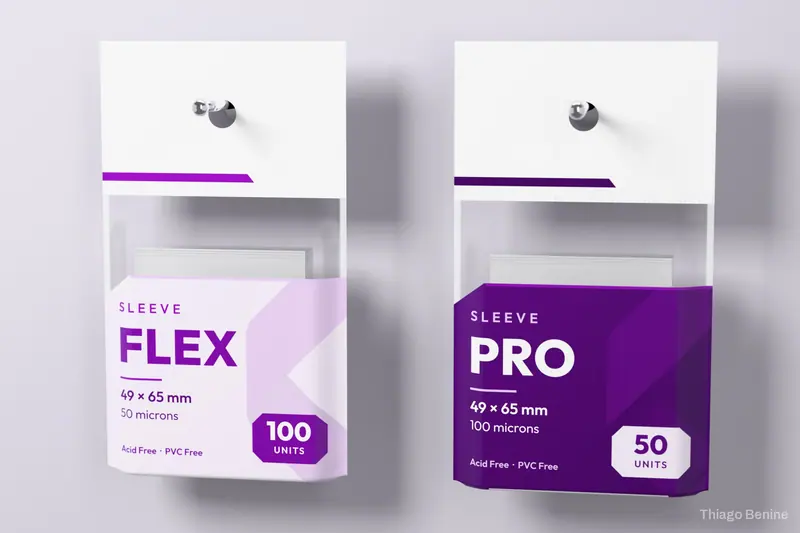 SLEEVE
FLEX
49 × 65 mm
50 microns
Acid Free · PVC Free
100
UNITS
SLEEVE
PRO
49 × 65 mm
100 microns
Acid Free · PVC Free
50
UNITS
Thiago Benine